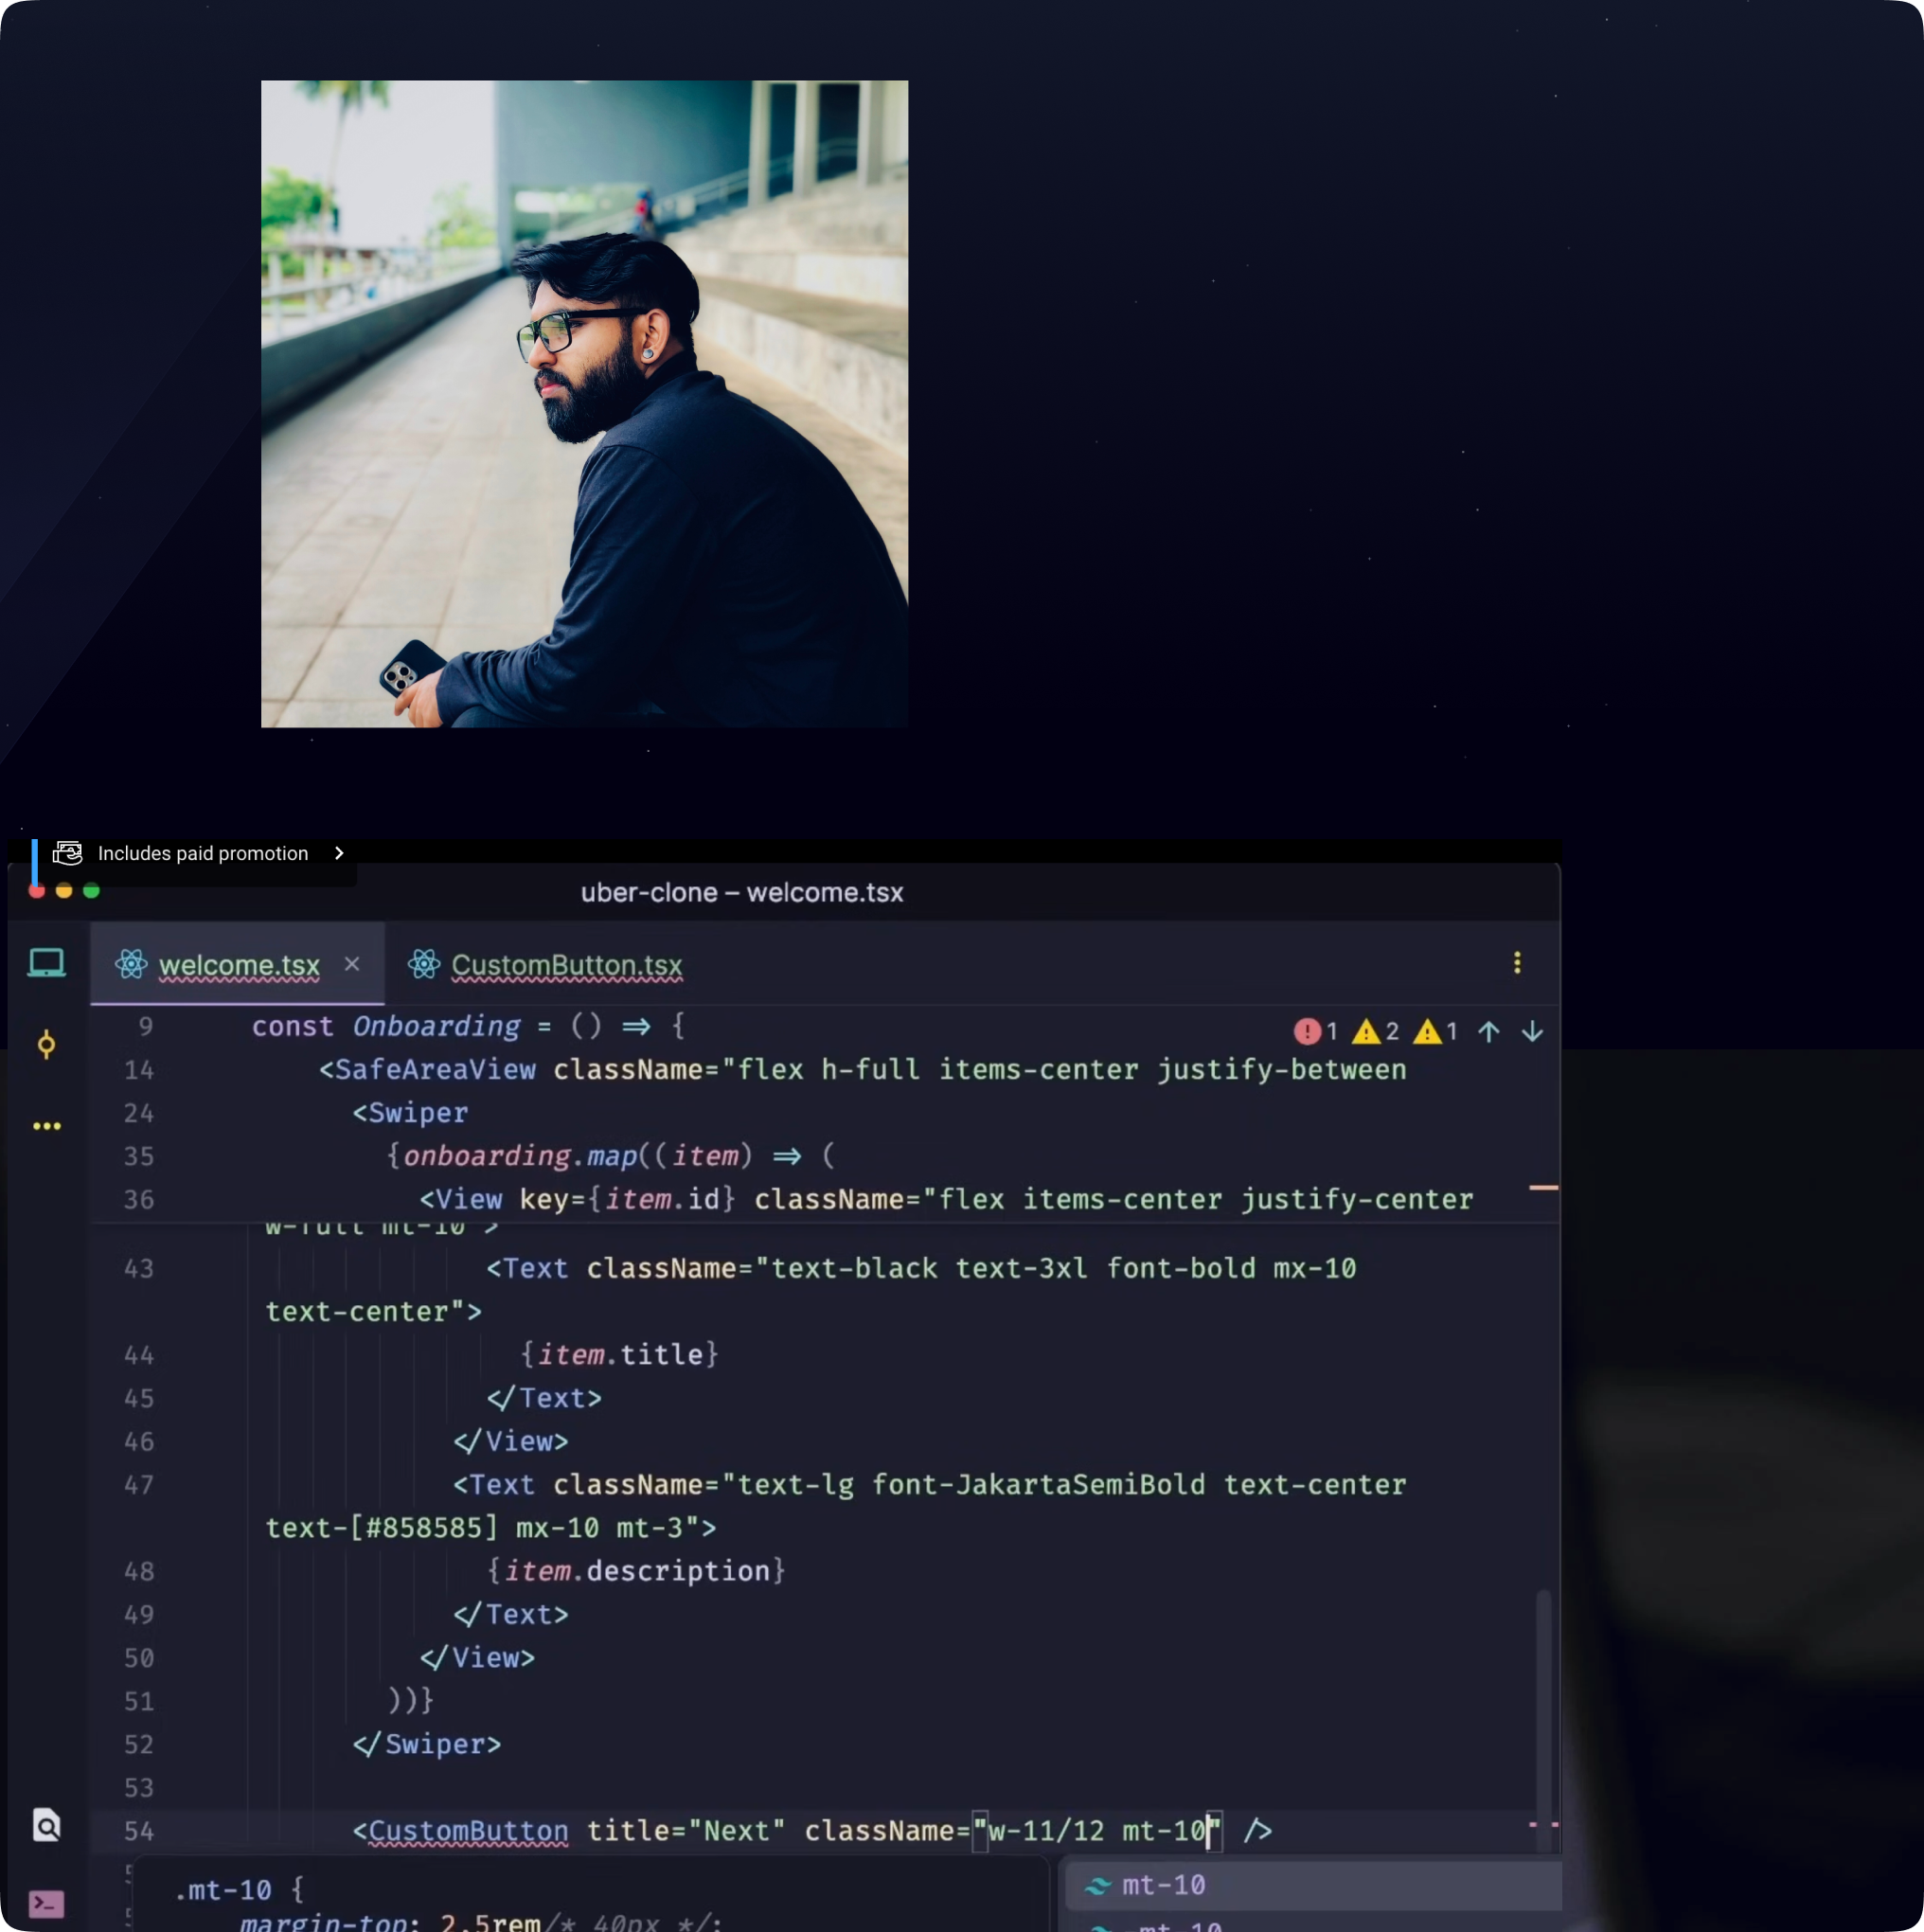 Includes paid promotion
uber-clone – welcome.tsx
welcome.tsx × CustomButton.tsx
9 const Onboarding = () => {
1 2 1
14 <SafeAreaView className="flex h-full items-center justify-between
24 <Swiper
35 {onboarding.map((item) => (
36 <View key={item.id} className="flex items-center justify-center
w-full mt-10">
43 <Text className="text-black text-3xl font-bold mx-10
text-center">
44 {item.title}
45 </Text>
46 </View>
47 <Text className="text-lg font-JakartaSemiBold text-center
text-[#858585] mx-10 mt-3">
48 {item.description}
49 </Text>
50 </View>
51 ))}
52 </Swiper>
53
54 <CustomButton title="Next" className="w-11/12 mt-10" />
.mt-10 {
margin-top: 2.5rem/* 40px */;
mt-10
-mt-10